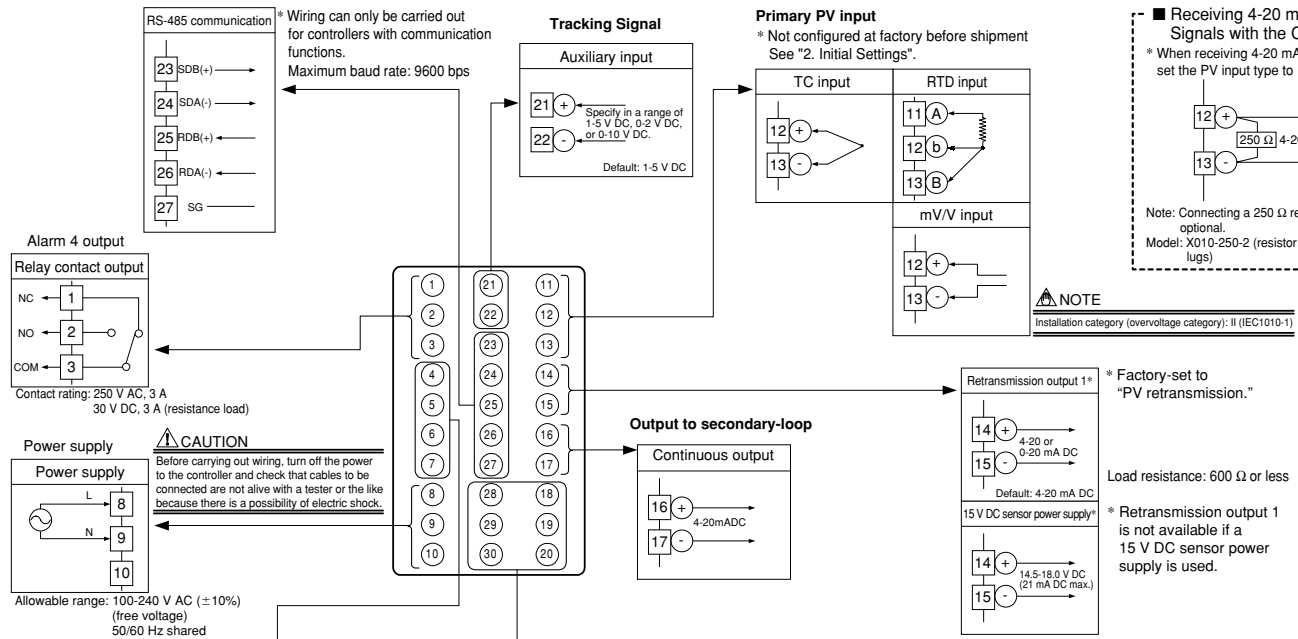 RS-485 communication
23 SDB(+)
24 SDA(-)
25 RDB(+)
26 RDA(-)
27 SG
* Wiring can only be carried out
for controllers with communication
functions.
Maximum baud rate: 9600 bps
Tracking Signal
Auxiliary input
21 +
22 -
Specify in a range of
1-5 V DC, 0-2 V DC,
or 0-10 V DC.
Default: 1-5 V DC
Primary PV input
* Not configured at factory before shipment
See "2. Initial Settings".
TC input
12 +
13 -
RTD input
11 A
12 b
13 B
mV/V input
12 +
13 -
■ Receiving 4-20 m
Signals with the
* When receiving 4-20 mA
set the PV input type to
12 +
250 Ω
13 -
Note: Connecting a 250 Ω
optional.
Model: X010-250-2 (resistor
lugs)
NOTE
Installation category (overvoltage category): II (IEC1010-1)
Alarm 4 output
Relay contact output
NC 1
NO 2
COM 3
Contact rating: 250 V AC, 3 A
30 V DC, 3 A (resistance load)
Power supply
Power supply
L 8
N 9
10
Allowable range: 100-240 V AC (±10%)
(free voltage)
50/60 Hz shared
CAUTION
Before carrying out wiring, turn off the power
to the controller and check that cables to be
connected are not alive with a tester or the like
because there is a possibility of electric shock.
1 21 11
2 22 12
3 23 13
4 24 14
5 25 15
6 26 16
7 27 17
8 28 18
9 29 19
10 30 20
Output to secondary-loop
Continuous output
16 +
4-20mADC
17 -
Retransmission output 1*
14 +
4-20 or
0-20 mA DC
15 -
Default: 4-20 mA DC
15 V DC sensor power supply*
14 +
14.5-18.0 V DC
(21 mA DC max.)
15 -
* Factory-set to
“PV retransmission.”
Load resistance: 600 Ω or less
* Retransmission output 1
is not available if a
15 V DC sensor power
supply is used.